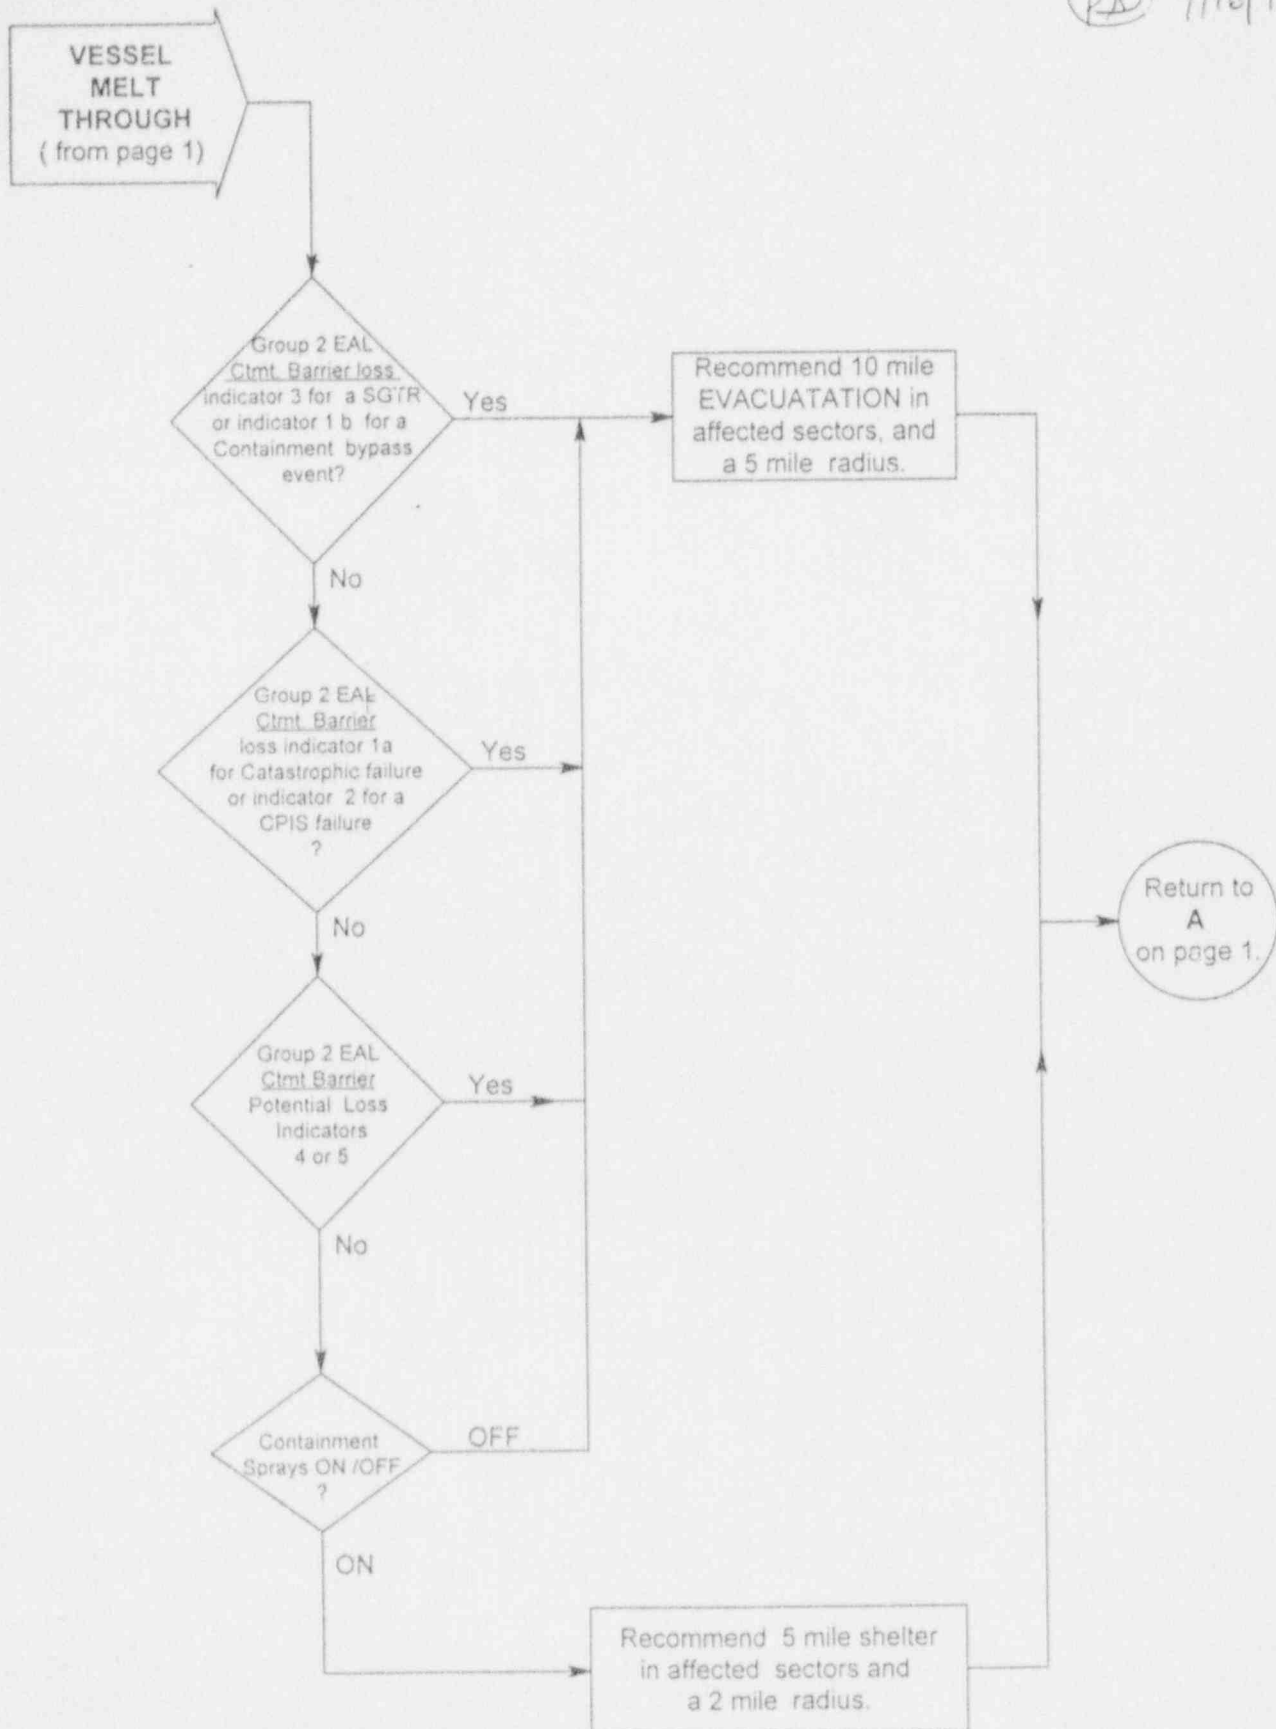 VESSEL
MELT
THROUGH
( from page 1)
Group 2 EAL
Ctmt. Barrier loss
indicator 3 for a SGTR
or indicator 1 b for a
Containment bypass
event?
Yes
Recommend 10 mile
EVACUATATION in
affected sectors, and
a 5 mile radius.
No
Group 2 EAL
Ctmt. Barrier
loss indicator 1a
for Catastrophic failure
or indicator 2 for a
CPIS failure
?
Yes
Return to
A
on page 1.
No
Group 2 EAL
Ctmt Barrier
Potential Loss
Indicators
4 or 5
Yes
No
Containment
Sprays ON /OFF
?
OFF
ON
Recommend 5 mile shelter
in affected sectors and
a 2 mile radius.